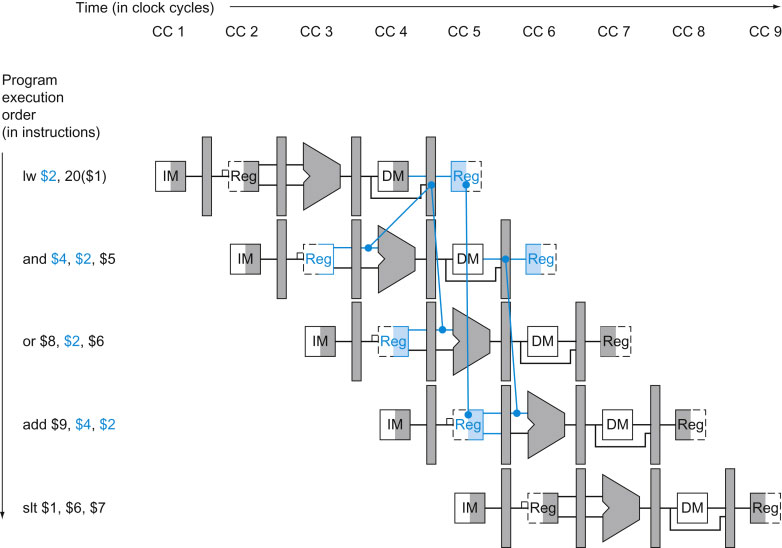 Time (in clock cycles)
CC 1 CC 2 CC 3 CC 4 CC 5 CC 6 CC 7 CC 8 CC 9
Program
execution
order
(in instructions)
lw $2, 20($1) IM Reg DM Reg
and $4, $2, $5 IM Reg DM Reg
or $8, $2, $6 IM Reg DM Reg
add $9, $4, $2 IM Reg DM Reg
slt $1, $6, $7 IM Reg DM Reg